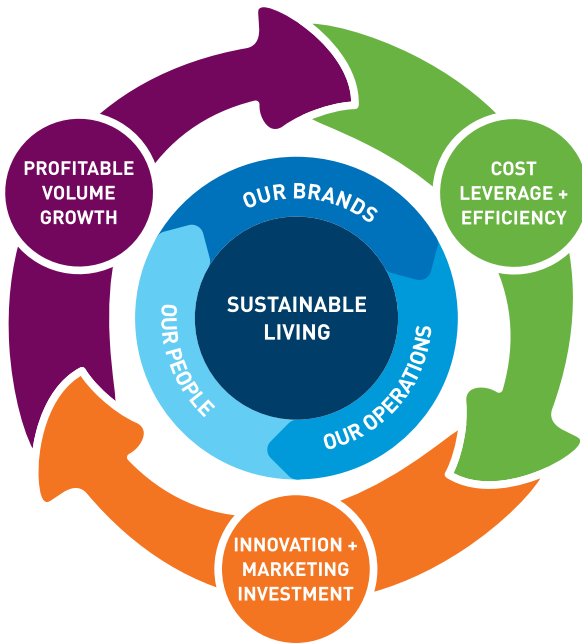 PROFITABLE
VOLUME
GROWTH
COST
LEVERAGE +
EFFICIENCY
OUR BRANDS
SUSTAINABLE
LIVING
OUR PEOPLE
OUR OPERATIONS
INNOVATION +
MARKETING
INVESTMENT